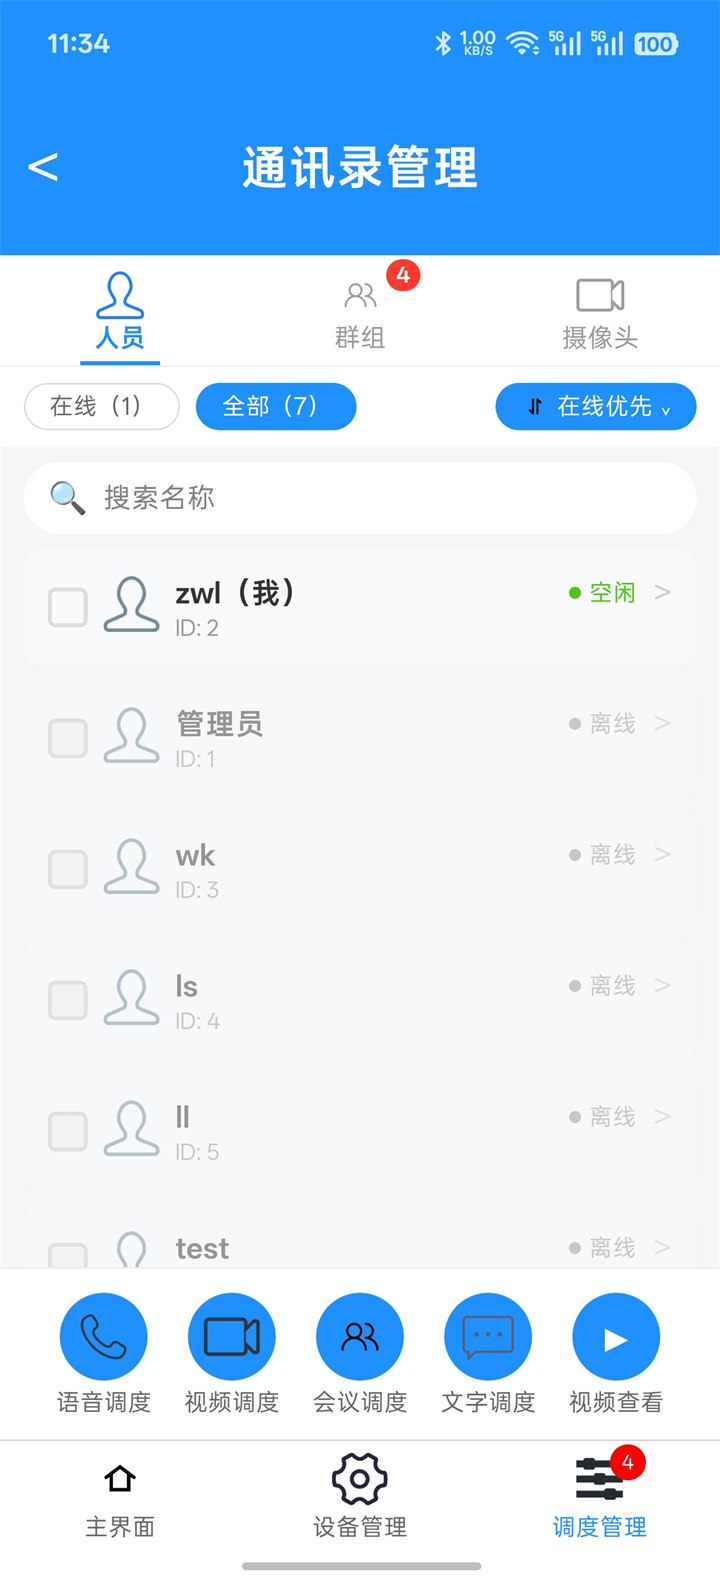 11:34
1.00 KB/S 5G 5G 100
< 通讯录管理
人员
群组
4
摄像头
在线（1）
全部（7）
在线优先
搜索名称
zwl（我）
ID: 2
空闲 >
管理员
ID: 1
离线 >
wk
ID: 3
离线 >
ls
ID: 4
离线 >
ll
ID: 5
离线 >
test
离线 >
语音调度
视频调度
会议调度
文字调度
视频查看
主界面
设备管理
4
调度管理